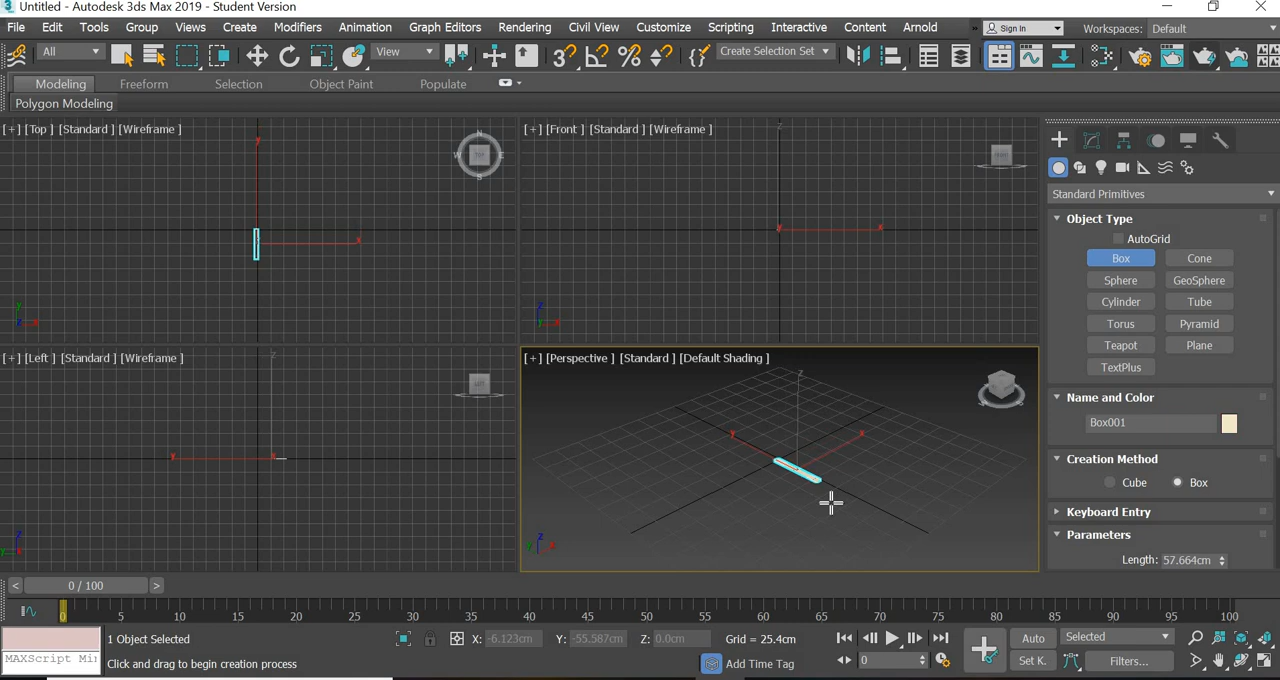 Untitled - Autodesk 3ds Max 2019 - Student Version
File Edit Tools Group Views Create Modifiers Animation Graph Editors Rendering Civil View Customize Scripting Interactive Content Arnold » Sign In Workspaces: Default
All View Create Selection Set
Modeling Freeform Selection Object Paint Populate
Polygon Modeling
[+] [Top ] [Standard ] [Wireframe ]
[+] [Front ] [Standard ] [Wireframe ]
[+] [Left ] [Standard ] [Wireframe ]
[+] [Perspective ] [Standard ] [Default Shading ]
Standard Primitives
Object Type
AutoGrid
Box Cone
Sphere GeoSphere
Cylinder Tube
Torus Pyramid
Teapot Plane
TextPlus
Name and Color
Box001
Creation Method
Cube Box
Keyboard Entry
Parameters
Length: 57.664cm
< 0 / 100 >
0 5 10 15 20 25 30 35 40 45 50 55 60 65 70 75 80 85 90 95 100
1 Object Selected X: -6.123cm Y: -55.587cm Z: 0.0cm Grid = 25.4cm Auto Selected
MAXScript Mi Click and drag to begin creation process Add Time Tag 0 Set K. Filters...